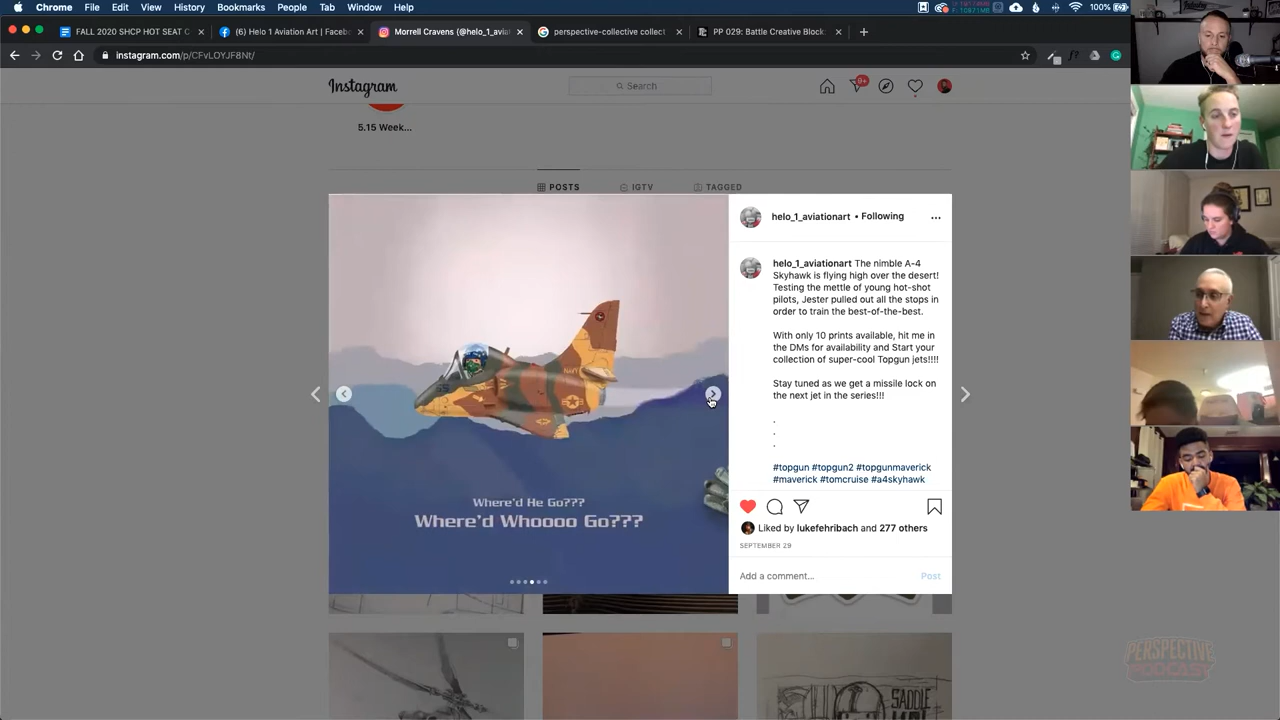 Chrome File Edit View History Bookmarks People Tab Window Help
100%
FALL 2020 SHCP HOT SEAT C
(6) Helo 1 Aviation Art | Faceb
Morrell Cravens (@helo_1_avia
perspective-collective collect
PP 029: Battle Creative Block
instagram.com/p/CFvLOYJF8Nt/
Instagram
Search
9+
5.15 Week...
POSTS
IGTV
TAGGED
helo_1_aviationart • Following
helo_1_aviationart The nimble A-4
Skyhawk is flying high over the desert!
Testing the mettle of young hot-shot
pilots, Jester pulled out all the stops in
order to train the best-of-the-best.
With only 10 prints available, hit me in
the DMs for availability and Start your
collection of super-cool Topgun jets!!!!
Stay tuned as we get a missile lock on
the next jet in the series!!!
.
.
.
#topgun #topgun2 #topgunmaverick
#maverick #tomcruise #a4skyhawk
NAVY
Where'd He Go???
Where'd Whoooo Go???
Liked by lukefehribach and 277 others
SEPTEMBER 29
Add a comment...
Post
SADDLE
PERSPECTIVE
PODCAST